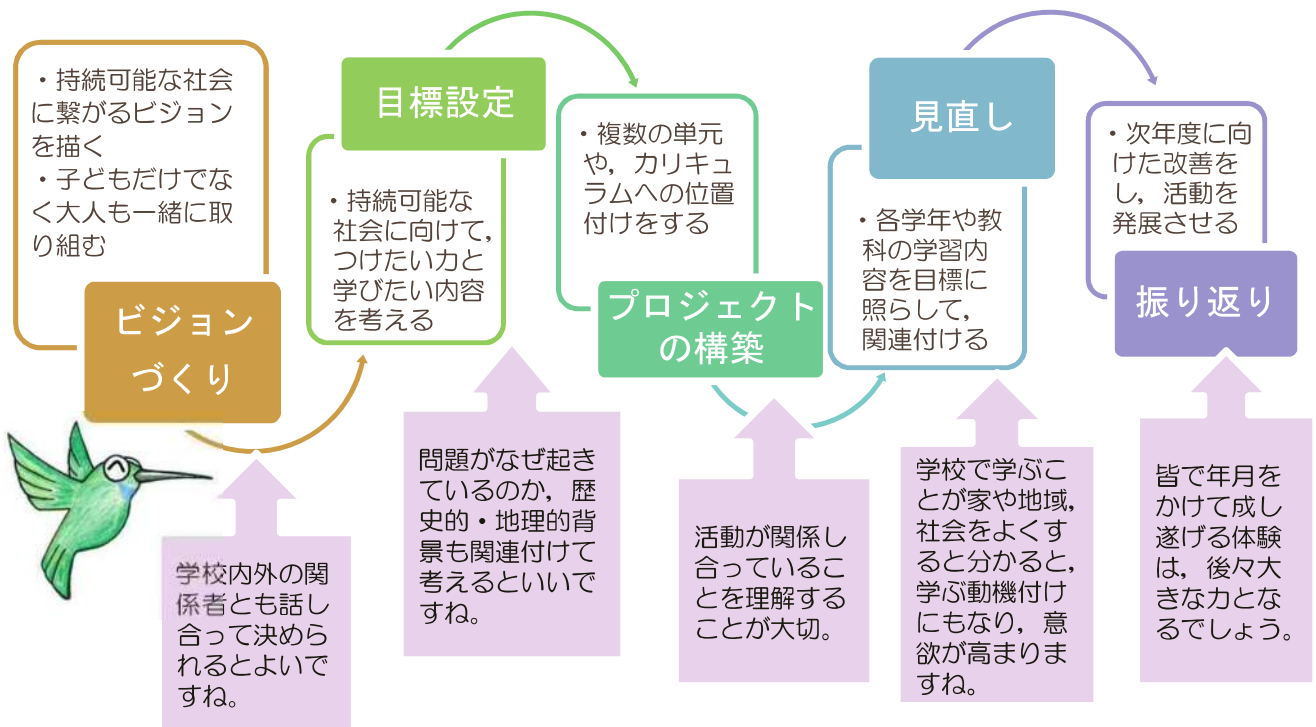 ・持続可能な社会
に繋がるビジョン
を描く
・子どもだけでな
く大人も一緒に取
り組む
ビジョン
づくり
学校内外の関
係者とも話し
合って決めら
れるとよいで
すね。
目標設定
・持続可能な
社会に向けて，
つけたい力と
学びたい内容
を考える
問題がなぜ起き
ているのか，歴
史的・地理的背
景も関連付けて
考えるといいで
すね。
・複数の単元
や，カリキュ
ラムへの位置
付けをする
プロジェクト
の構築
活動が関係し
合っているこ
とを理解する
ことが大切。
見直し
・各学年や教
科の学習内
容を目標に
照らして，
関連付ける
学校で学ぶこ
とが家や地域，
社会をよくす
ると分かると，
学ぶ動機付け
にもなり，意
欲が高まりま
すね。
・次年度に向
けた改善を
し，活動を
発展させる
振り返り
皆で年月を
かけて成し
遂げる体験
は，後々大
きな力とな
るでしょう。